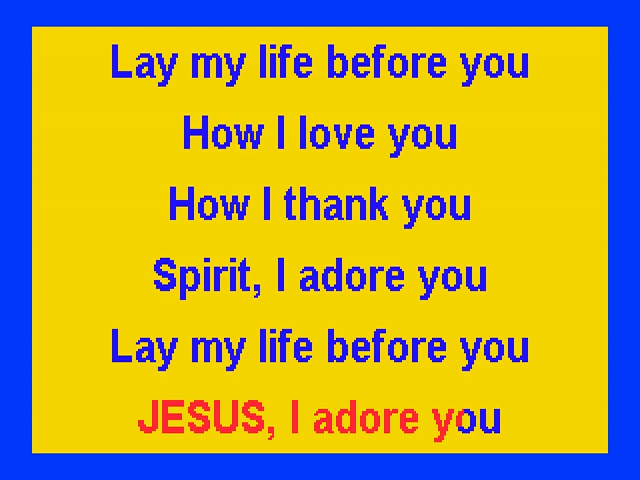 Lay my life before you
How I love you
How I thank you
Spirit, I adore you
Lay my life before you
JESUS, I adore you